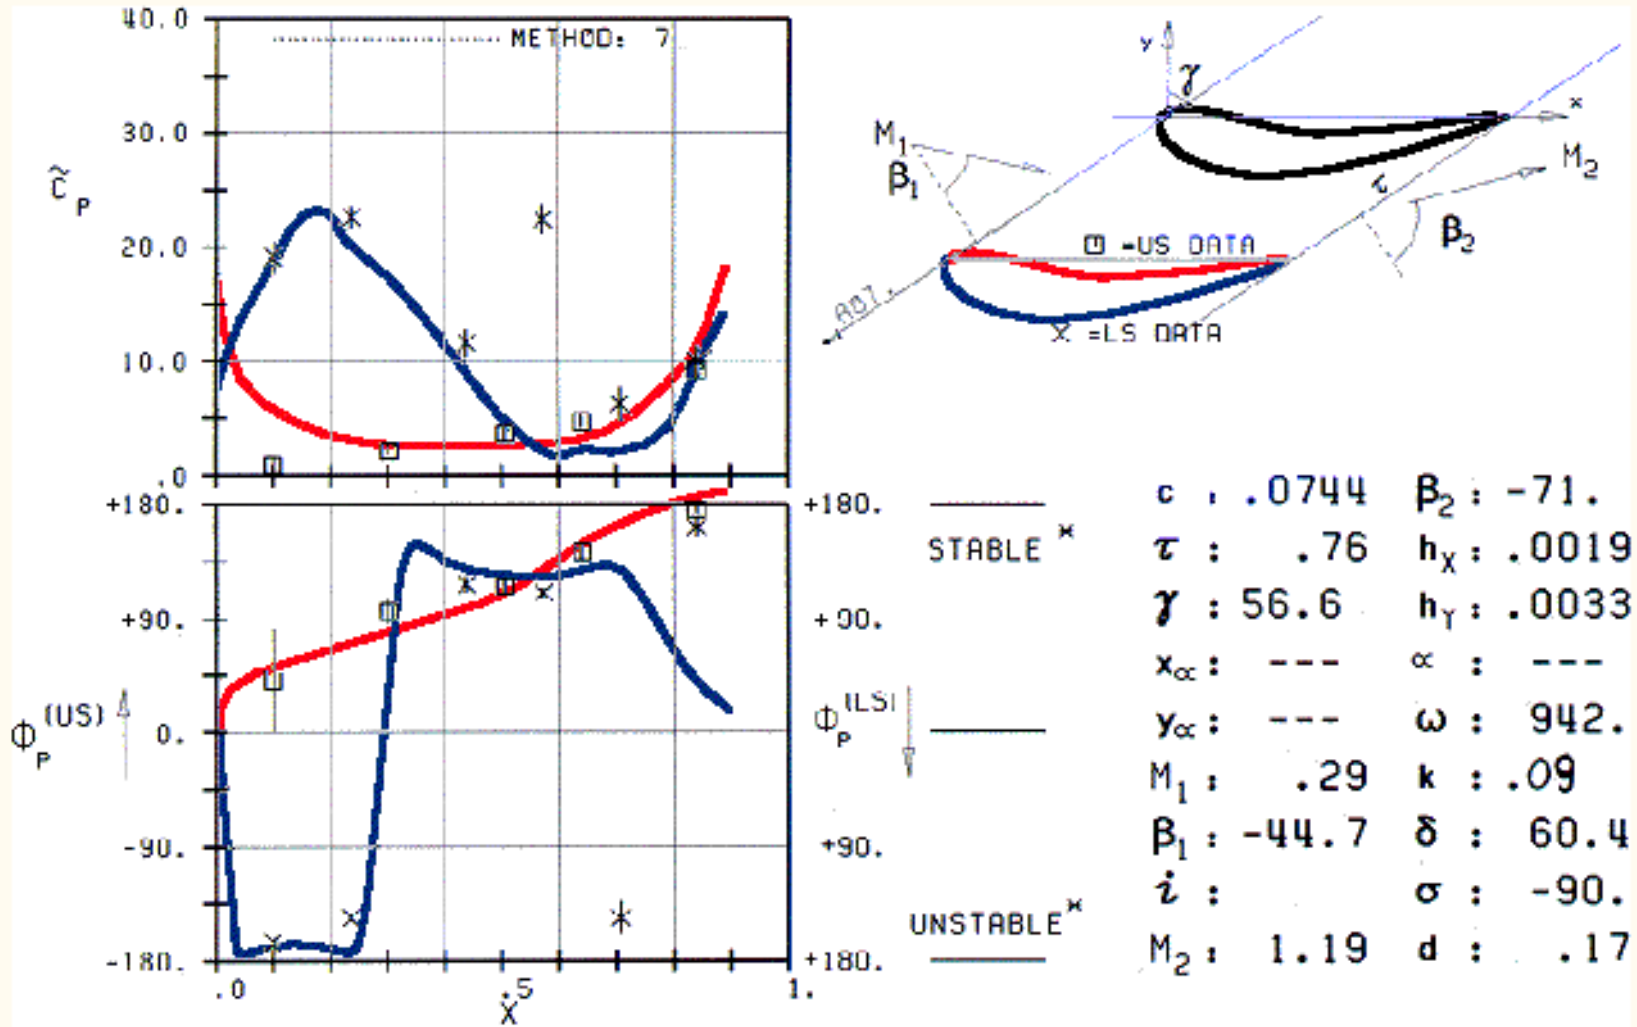 40.0
METHOD: 7
30.0
c̃P
20.0
10.0
.0
y
γ
x
M1
β1
M2
τ
β2
□ =US DATA
ROT.
X =LS DATA
+180.
+90.
0.
-90.
-180.
ΦP(US)
+180.
+90.
ΦP(LS)
+90.
+180.
.0
.5
1.
X
STABLE*
UNSTABLE*
c : .0744 β2 : -71.
τ : .76 hX : .0019
γ : 56.6 hY : .0033
xα : --- α : ---
yα : --- ω : 942.
M1 : .29 k : .09
β1 : -44.7 δ : 60.4
i : σ : -90.
M2 : 1.19 d : .17